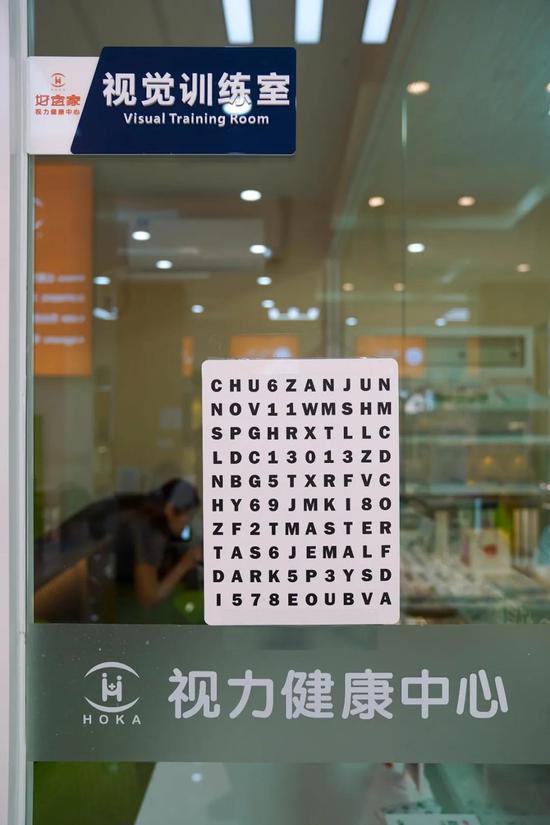 HOKA
好家
视力健康中心
视觉训练室
Visual Training Room
CHU6ZANJUN
NOV11WMSHM
SPGHRXTLLC
LDC13013ZD
NBG5TXRFVC
HY69JMKI8O
ZF2TMASTER
TAS6JEMALF
DARK5P3YSD
I578EOUBVA
HOKA
视力健康中心